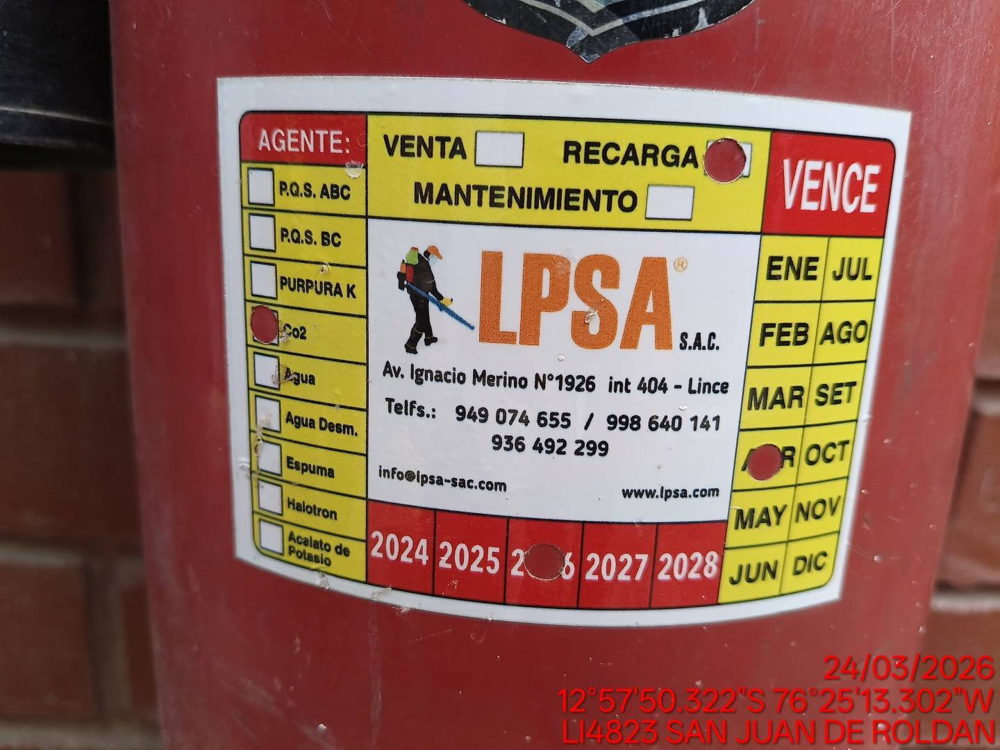 AGENTE:
P.Q.S. ABC
P.Q.S. BC
PURPURA K
Co2
Agua
Agua Desm.
Espuma
Halotron
Acelato de
Potasio
VENTA RECARGA
MANTENIMIENTO
LPSA®
S.A.C.
Av. Ignacio Merino N°1926 int 404 - Lince
Telfs.: 949 074 655 / 998 640 141
936 492 299
info@lpsa-sac.com
www.lpsa.com
2024 2025 2027 2028
VENCE
ENE JUL
FEB AGO
MAR SET
OCT
MAY NOV
JUN DIC
24/03/2026
12°57'50.322"S 76°25'13.302"W
LI4823 SAN JUAN DE ROLDAN